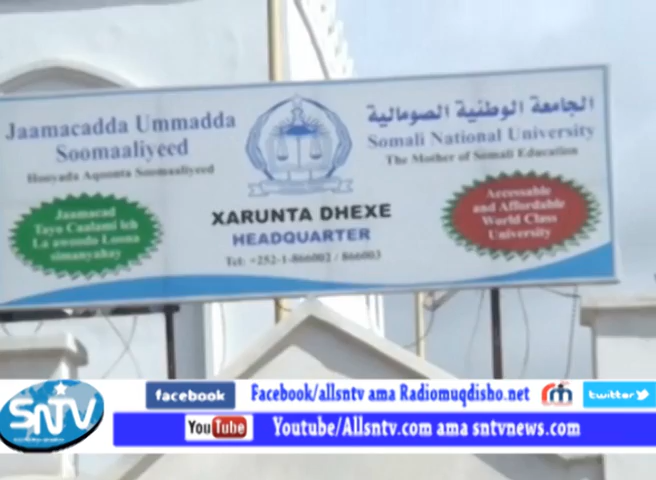 Jaamacadda Ummadda
Soomaaliyeed
Hooyada Aqoonta Soomaaliyeed
الجامعة الوطنية الصومالية
Somali National University
The Mother of Somali Education
Jaamacad
Tayo Caalami leh
La awoodo Loona
simanyahay
XARUNTA DHEXE
HEADQUARTER
Tel: +252-1-866002 / 866003
Accessable
and Affordable
World Class
University
SNTV
facebook
Facebook/allsntv ama Radiomuqdisho.net
twitter
YouTube
Youtube/Allsntv.com ama sntvnews.com